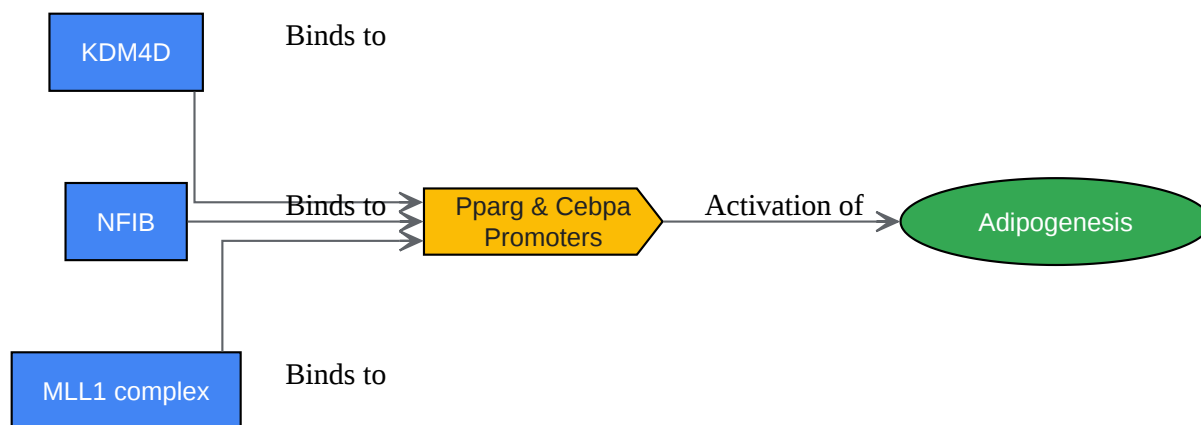 KDM4D
Binds to
NFIB
Binds to
Pparg & Cebpa
Promoters
Activation of
Adipogenesis
MLL1 complex
Binds to